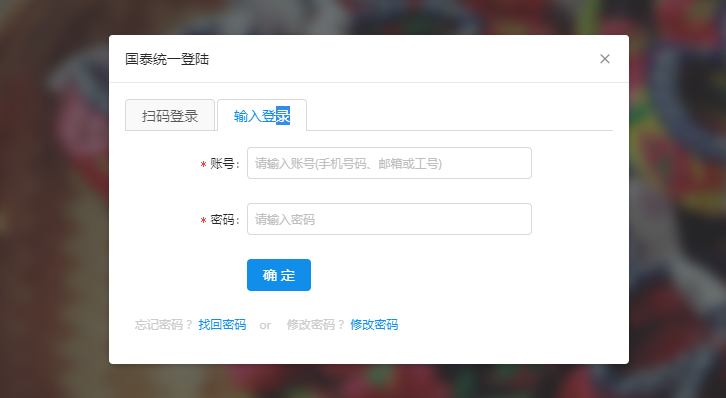 国泰统一登陆
扫码登录 输入登录
* 账号: 请输入账号(手机号码、邮箱或工号)
* 密码: 请输入密码
确 定
忘记密码？找回密码 or 修改密码？修改密码